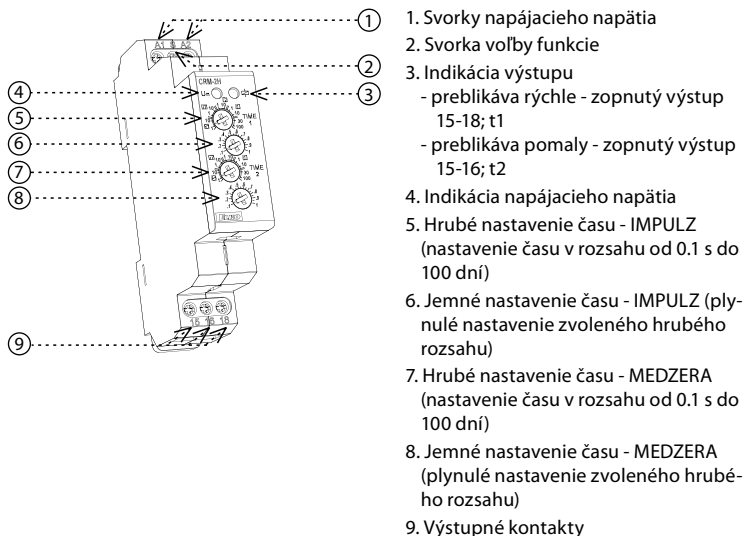 1
2
3
4
5
6
7
8
9
A1 S A2
CRM-2H
Un
TIME
1
TIME
2
15 16 18
1. Svorky napájacieho napätia
2. Svorka voľby funkcie
3. Indikácia výstupu
- preblikáva rýchle - zopnutý výstup
15-18; t1
- preblikáva pomaly - zopnutý výstup
15-16; t2
4. Indikácia napájacieho napätia
5. Hrubé nastavenie času - IMPULZ
(nastavenie času v rozsahu od 0.1 s do
100 dní)
6. Jemné nastavenie času - IMPULZ (ply-
nulé nastavenie zvoleného hrubého
rozsahu)
7. Hrubé nastavenie času - MEDZERA
(nastavenie času v rozsahu od 0.1 s do
100 dní)
8. Jemné nastavenie času - MEDZERA
(plynulé nastavenie zvoleného hrubé-
ho rozsahu)
9. Výstupné kontakty